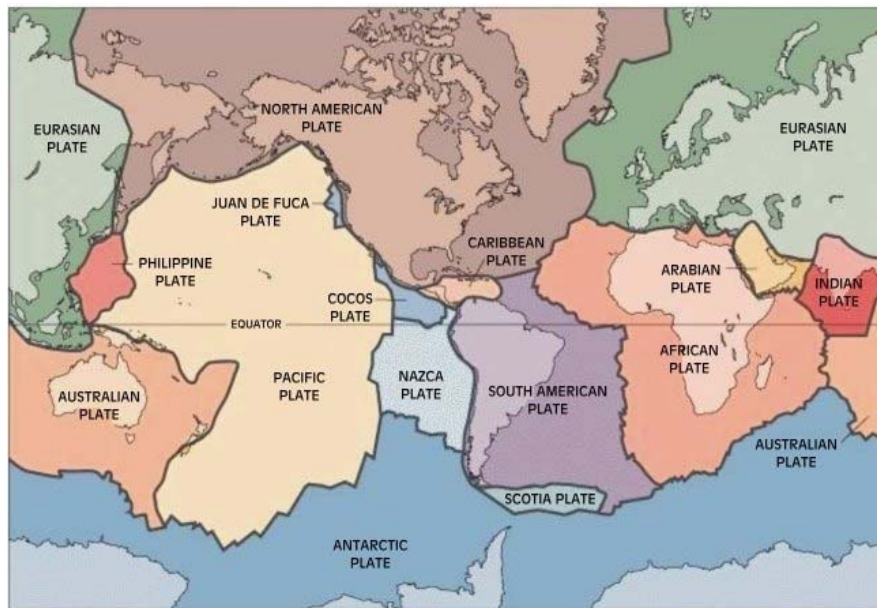 NORTH AMERICAN
PLATE
EURASIAN
PLATE
EURASIAN
PLATE
JUAN DE FUCA
PLATE
CARIBBEAN
PLATE
PHILIPPINE
PLATE
ARABIAN
PLATE
INDIAN
PLATE
COCOS
PLATE
EQUATOR
AFRICAN
PLATE
AUSTRALIAN
PLATE
PACIFIC
PLATE
NAZCA
PLATE
SOUTH AMERICAN
PLATE
AUSTRALIAN
PLATE
SCOTIA PLATE
ANTARCTIC
PLATE